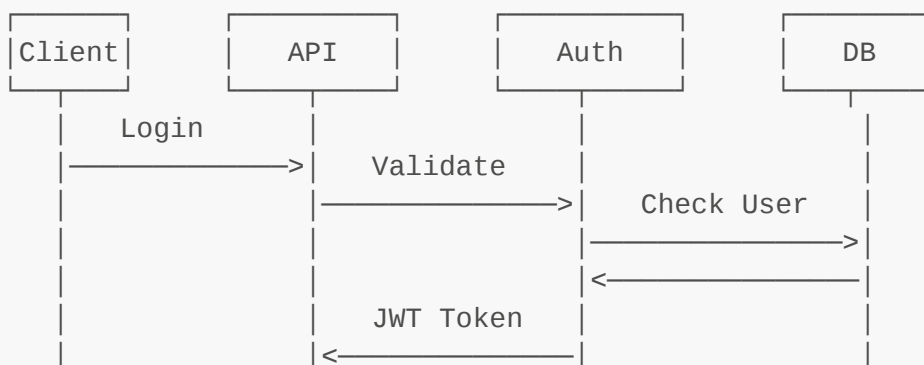 Client API Auth DB
Login
Validate
Check User
JWT Token